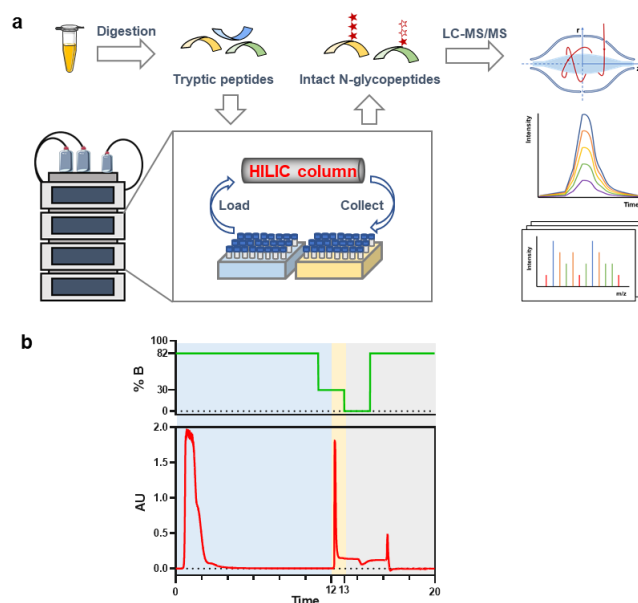 a
Digestion
LC-MS/MS
Tryptic peptides
Intact N-glycopeptides
r
z
HILIC column
Load
Collect
Intensity
Time
Intensity
m/z
b
% B
100
82
30
0
AU
2.0
1.5
1.0
0.5
0.0
0
12
13
20
Time